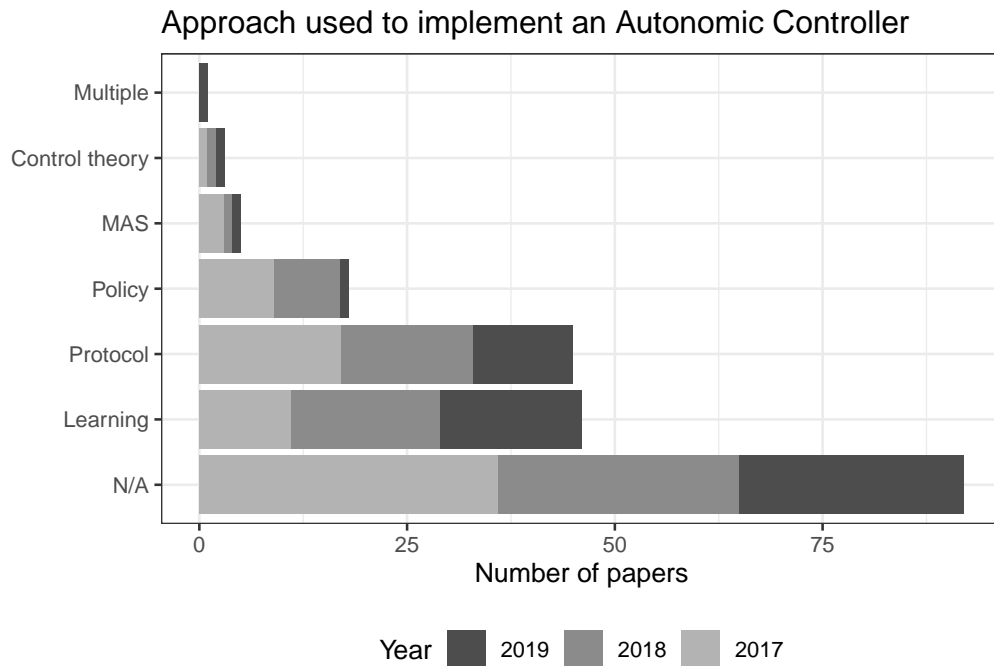 Approach used to implement an Autonomic Controller
Multiple
Control theory
MAS
Policy
Protocol
Learning
N/A
0 25 50 75
Number of papers
Year 2019 2018 2017